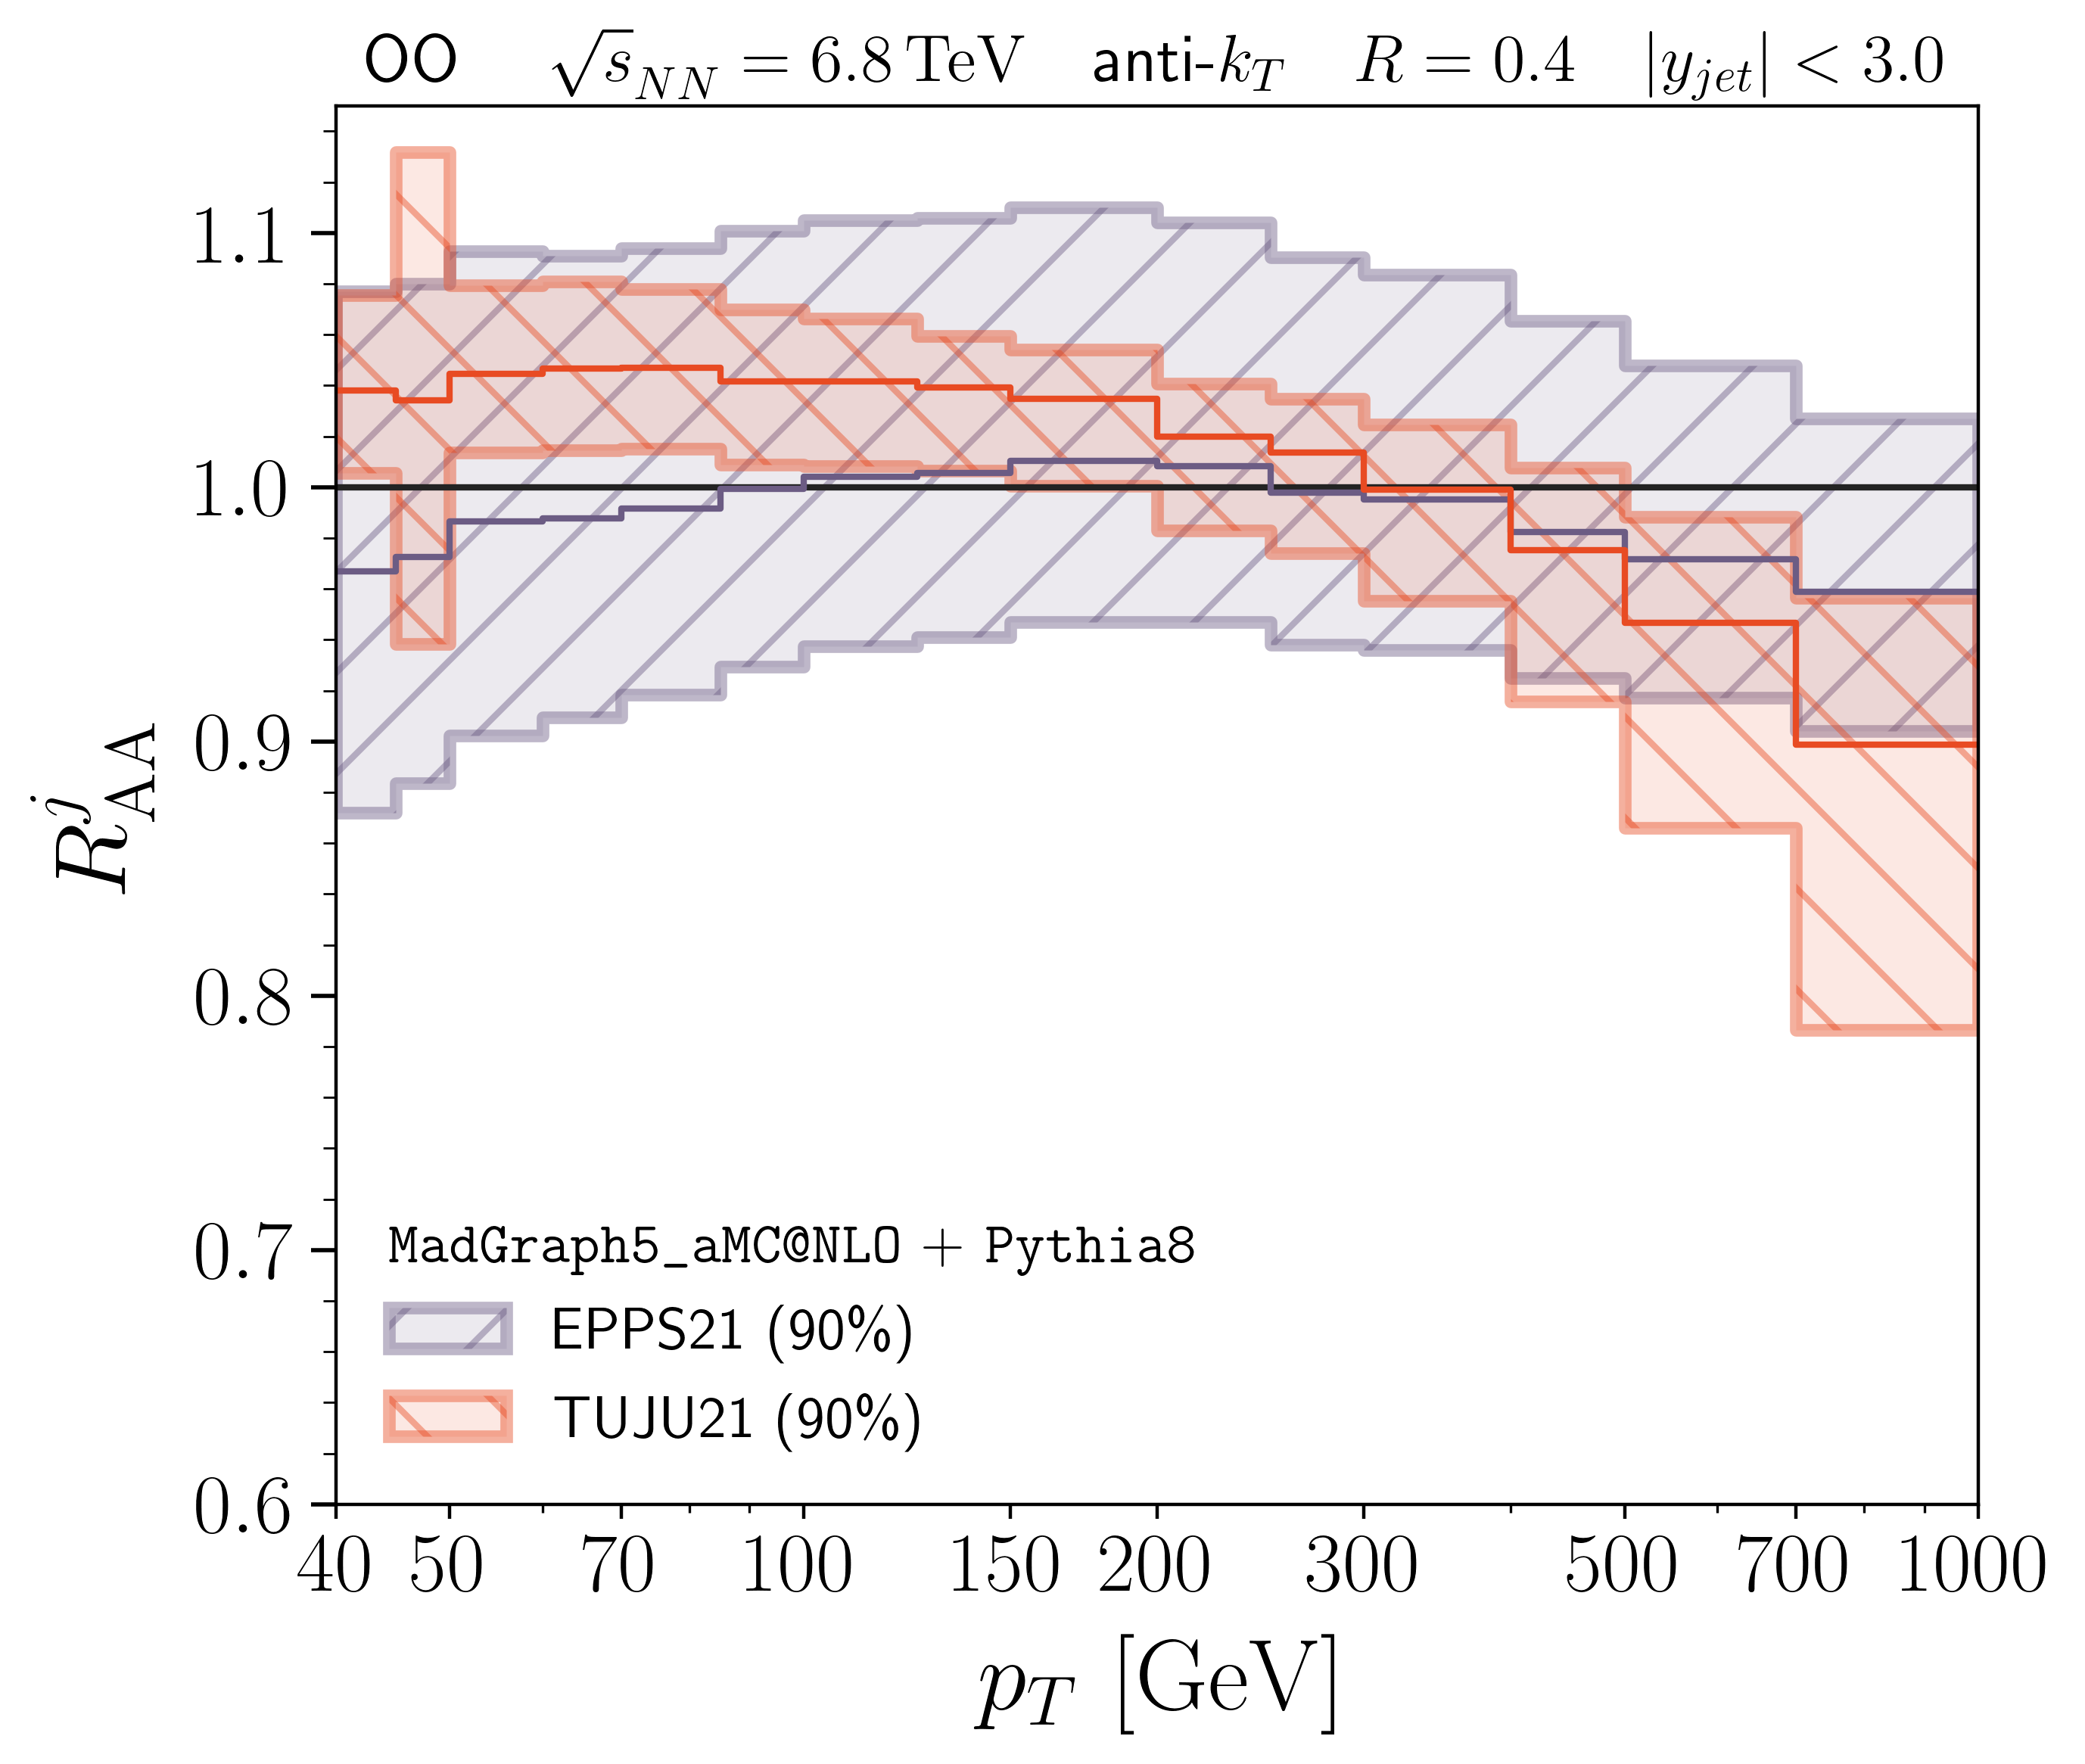 OO √s_NN = 6.8 TeV anti-k_T R = 0.4 |y_jet| < 3.0
R^j_AA
1.1
1.0
0.9
0.8
0.7
0.6
MadGraph5_aMC@NLO + Pythia8
EPPS21 (90%)
TUJU21 (90%)
40 50 70 100 150 200 300 500 700 1000
p_T [GeV]